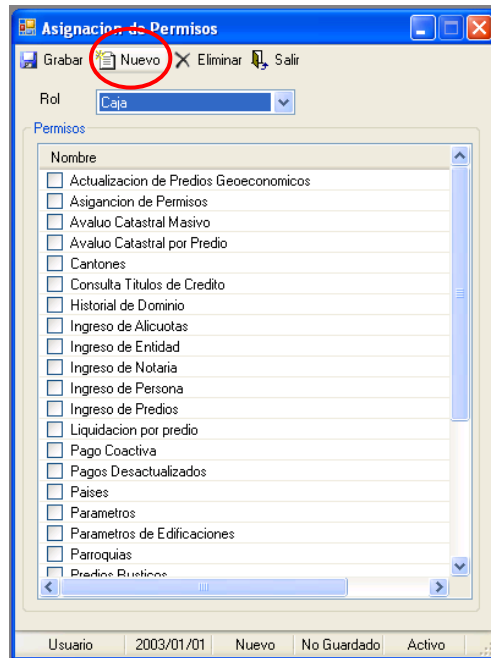 Asignacion de Permisos
Grabar Nuevo Eliminar Salir
Rol Caja
Permisos
Nombre
Actualizacion de Predios Geoeconomicos
Asigancion de Permisos
Avaluo Catastral Masivo
Avaluo Catastral por Predio
Cantones
Consulta Titulos de Credito
Historial de Dominio
Ingreso de Alicuotas
Ingreso de Entidad
Ingreso de Notaria
Ingreso de Persona
Ingreso de Predios
Liquidacion por predio
Pago Coactiva
Pagos Desactualizados
Paises
Parametros
Parametros de Edificaciones
Parroquias
Predios Rusticos
Usuario 2003/01/01 Nuevo No Guardado Activo